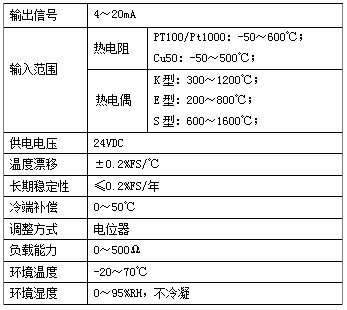 输出信号 4～20mA
输入范围
热电阻
PT100/Pt1000：-50～600℃；
Cu50：-50～500℃；
热电偶
K型：300～1200℃；
E型：200～800℃；
S型：600～1600℃；
供电电压 24VDC
温度漂移 ±0.2%FS/℃
长期稳定性 ≤0.2%FS/年
冷端补偿 0～50℃
调整方式 电位器
负载能力 0～500Ω
环境温度 -20～70℃
环境湿度 0～95%RH，不冷凝